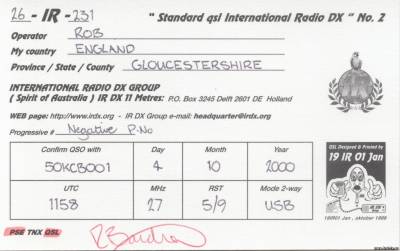 26 - IR - 231 " Standard qsl International Radio DX " No. 2
Operator ROB
My country ENGLAND
Province / State / County GLOUCESTERSHIRE
INTERNATIONAL RADIO DX GROUP
( Spirit of Australia ) IR DX 11 Metres: P.O. Box 3245 Delft 2601 DE Holland
WEB page: http://www.irdx.org - IR DX Group e-mail: headquarter@irdx.org
Progressive # Negative P.No
Confirm QSO with Day Month Year
50KCB001 4 10 2000
UTC MHz RST Mode 2-way
1158 27 5/9 USB
QSL Designed & Printed by
19 IR 01 Jan
19IR01 Jan, oktober 1998
PSE TNX QSL